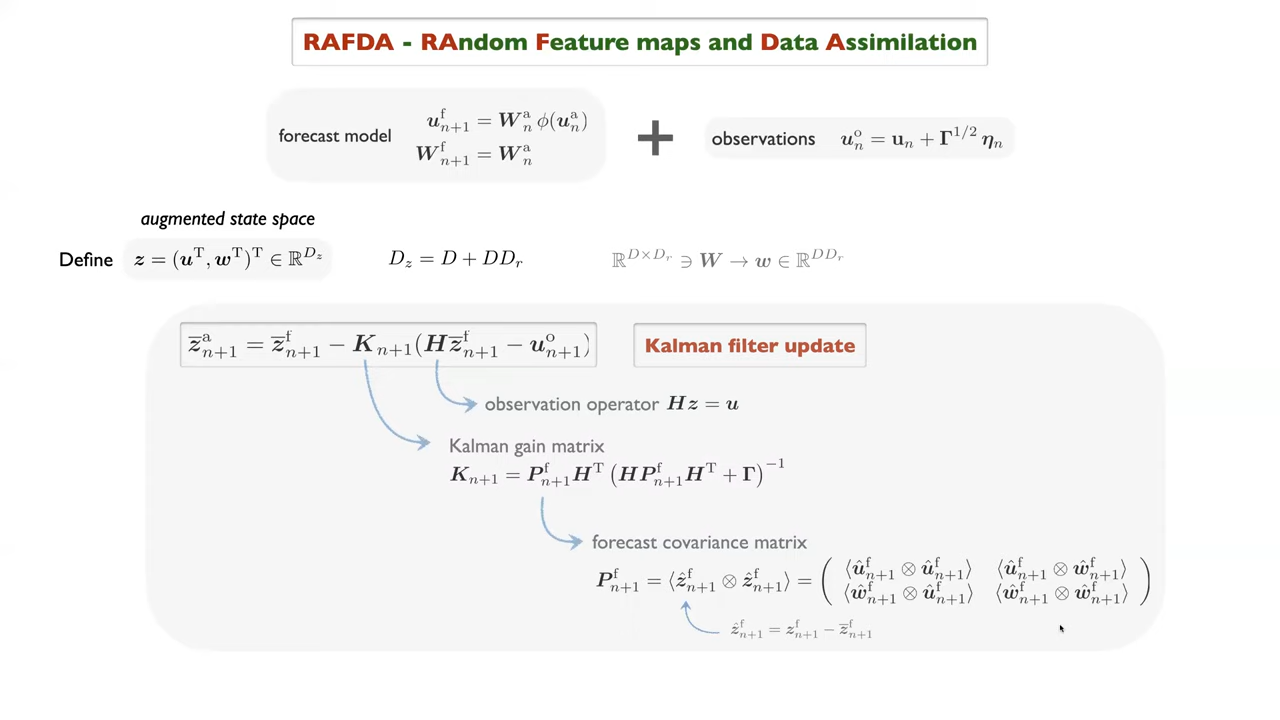 RAFDA - RAndom Feature maps and Data Assimilation
forecast model
u^f_{n+1} = W^a_n ϕ(u^a_n)
W^f_{n+1} = W^a_n
+
observations u^o_n = u_n + Γ^{1/2} η_n
augmented state space
Define z = (u^T, w^T)^T ∈ ℝ^{D_z} D_z = D + DD_r ℝ^{D×D_r} ∋ W → w ∈ ℝ^{DD_r}
z̅^a_{n+1} = z̅^f_{n+1} − K_{n+1}(Hz̅^f_{n+1} − u^o_{n+1}) Kalman filter update
observation operator Hz = u
Kalman gain matrix
K_{n+1} = P^f_{n+1}H^T (HP^f_{n+1}H^T + Γ)^{−1}
forecast covariance matrix
P^f_{n+1} = ⟨ẑ^f_{n+1} ⊗ ẑ^f_{n+1}⟩ = ( ⟨û^f_{n+1} ⊗ û^f_{n+1}⟩ ⟨û^f_{n+1} ⊗ ŵ^f_{n+1}⟩
⟨ŵ^f_{n+1} ⊗ û^f_{n+1}⟩ ⟨ŵ^f_{n+1} ⊗ ŵ^f_{n+1}⟩ )
ẑ^f_{n+1} = z^f_{n+1} − z̅^f_{n+1}